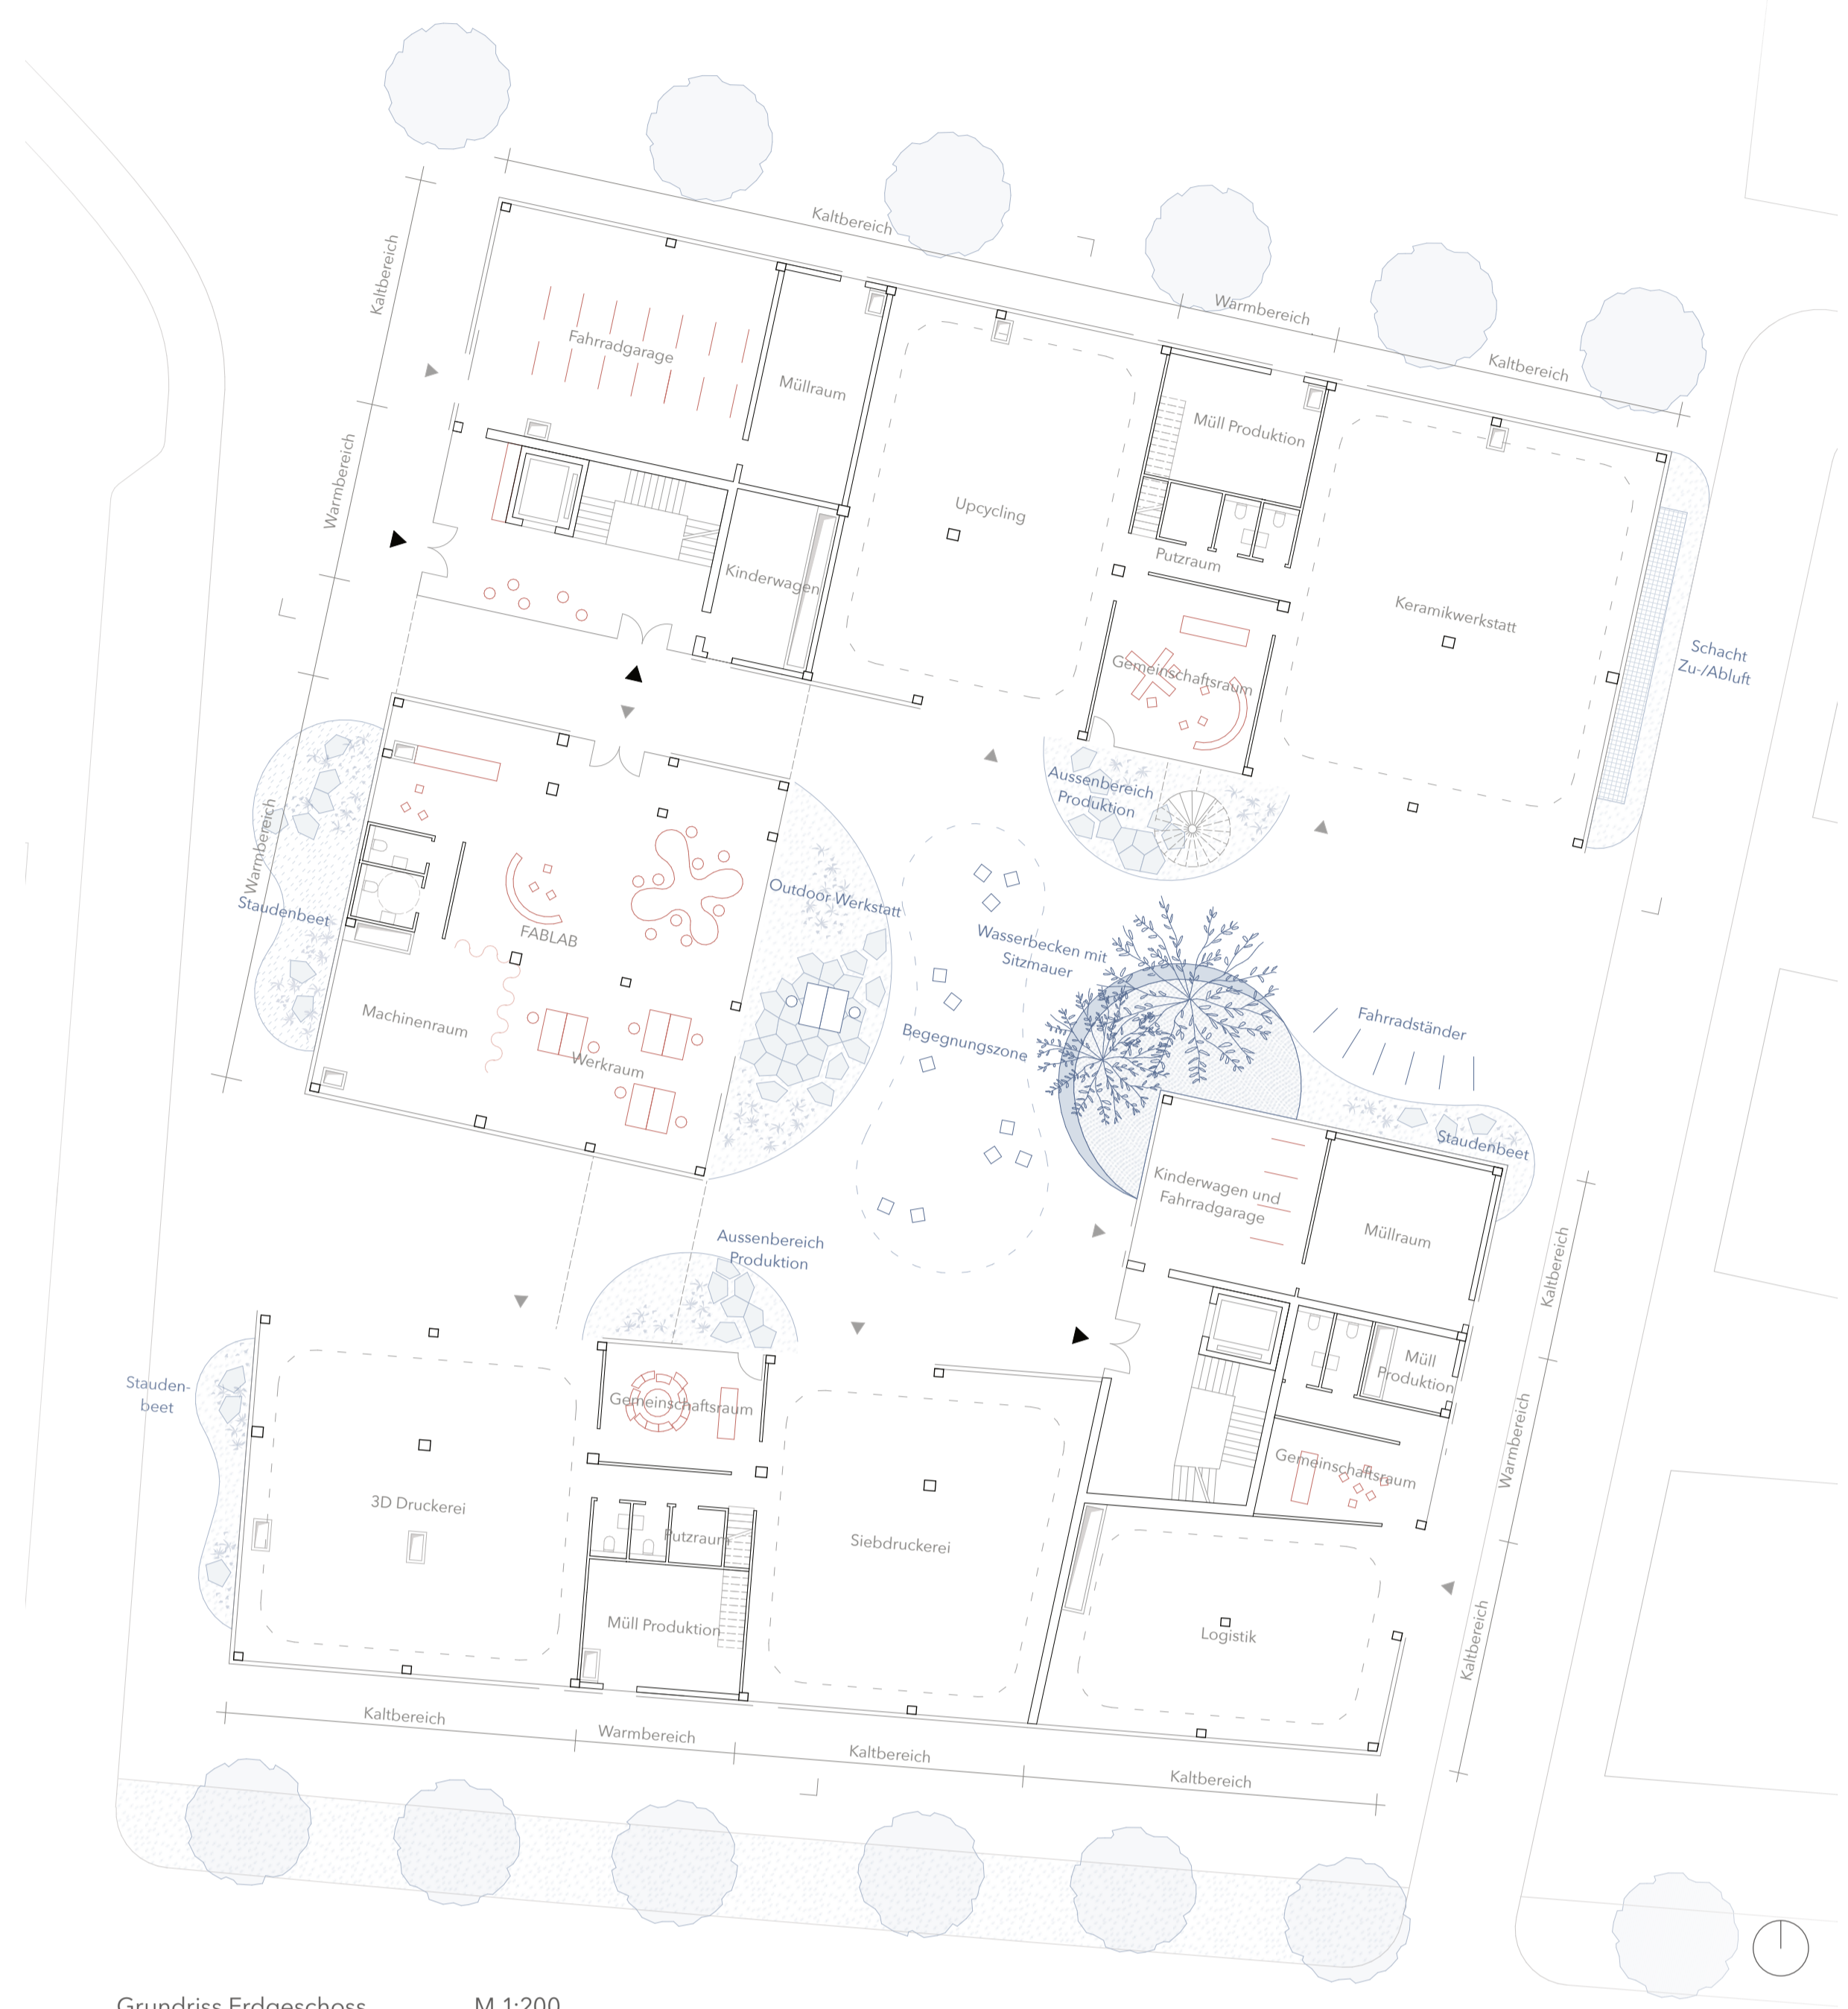 Kaltbereich
Kaltbereich
Warmbereich
Kaltbereich
Fahrradgarage
Müllraum
Müll Produktion
Warmbereich
Upcycling
Putzraum
Kinderwagen
Keramikwerkstatt
Gemeinschaftsraum
Schacht
Zu-/Abluft
Aussenbereich
Produktion
Warmbereich
Staudenbeet
Outdoor Werkstatt
FABLAB
Wasserbecken mit
Sitzmauer
Machinenraum
Werkraum
Begegnungszone
Fahrradständer
Staudenbeet
Kinderwagen und
Fahrradgarage
Müllraum
Kaltbereich
Aussenbereich
Produktion
Stauden-
beet
Gemeinschaftsraum
Müll
Produktion
Warmbereich
Gemeinschaftsraum
3D Druckerei
Putzraum
Siebdruckerei
Müll Produktion
Logistik
Kaltbereich
Kaltbereich
Warmbereich
Kaltbereich
Kaltbereich
Grundriss Erdgeschoss
M 1:200